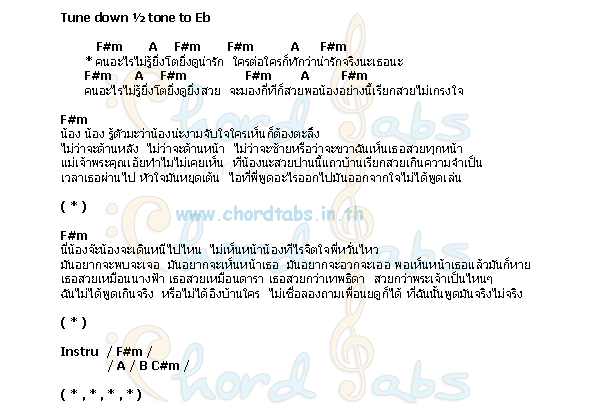 Tune down ½ tone to Eb
F#m A F#m F#m A F#m
* คนอะไรไม่รู้ยิ่งโตยิ่งดูน่ารัก ใครต่อใครก็ทักว่าน่ารักจริงนะเธอนะ
F#m A F#m F#m A F#m
คนอะไรไม่รู้ยิ่งโตยิ่งดูยิ่งสวย จะมองกี่ทีก็สวยพอน้องอย่างนี้เรียกสวยไม่เกรงใจ
F#m
น้อง น้อง รู้ตัวมะว่าน้องน่ะงามจับใจใครเห็นก็ต้องตะลึง
ไม่ว่าจะด้านหลัง ไม่ว่าจะด้านหน้า ไม่ว่าจะซ้ายหรือว่าจะขวาฉันเห็นเธอสวยทุกหน้า
แม่เจ้าพระคุณเอ้ยทำไมไม่เคยเห็น ที่น้องน่ะสวยปานนี้แถวบ้านเรียกสวยเกินความจำเป็น
เวลาเธอผ่านไป หัวใจมันหยุดเต้น ไอที่พี่พูดอะไรออกไปมันออกจากใจไม่ได้พูดเล่น
( * )
www.chordtabs.in.th
F#m
นี่น้องจ๊ะน้องจะเดินหนีไปไหน ไม่เห็นหน้าน้องทีไรจิตใจพี่หวั่นไหว
มันอยากจะพบจะเจอ มันอยากจะเห็นหน้าเธอ มันอยากจะอวกจะเออ พอเห็นหน้าเธอแล้วมันก็หาย
เธอสวยเหมือนนางฟ้า เธอสวยเหมือนดารา เธอสวยกว่าเทพธิดา สวยกว่าพระเจ้าเป็นไหนๆ
ฉันไม่ได้พูดเกินจริง หรือไม่ได้อิงบ้านใคร ไม่เชื่อลองถามเพื่อนยดูก็ได้ ที่ฉันนั้นพูดมันจริงไม่จริง
( * )
Instru / F#m /
/ A / B C#m /
( * , * , * , * )
Chord Tabs